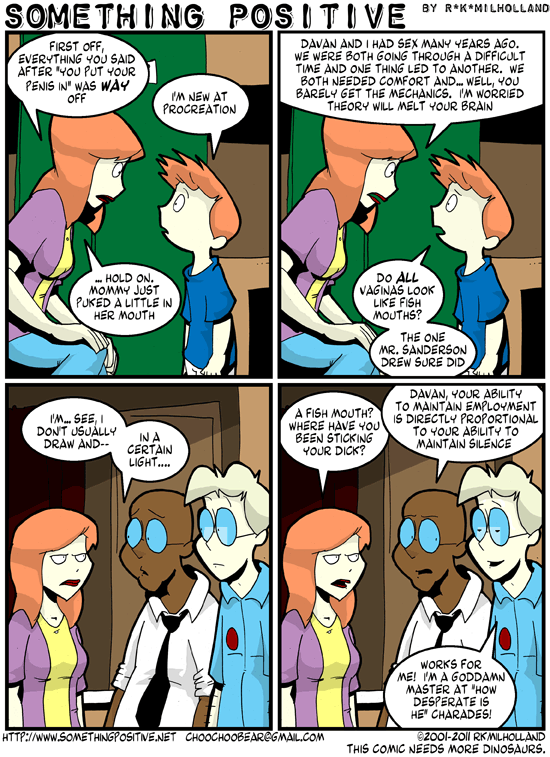 SOMETHING POSITIVE
BY R*K*MILHOLLAND
FIRST OFF,
EVERYTHING YOU SAID
AFTER "YOU PUT YOUR
PENIS IN" WAS WAY
OFF
I'M NEW AT
PROCREATION
... HOLD ON.
MOMMY JUST
PUKED A LITTLE IN
HER MOUTH
DAVAN AND I HAD SEX MANY YEARS AGO.
WE WERE BOTH GOING THROUGH A DIFFICULT
TIME AND ONE THING LED TO ANOTHER. WE
BOTH NEEDED COMFORT AND... WELL, YOU
BARELY GET THE MECHANICS. I'M WORRIED
THEORY WILL MELT YOUR BRAIN
DO ALL
VAGINAS LOOK
LIKE FISH
MOUTHS?
THE ONE
MR. SANDERSON
DREW SURE DID
I'M... SEE, I
DON'T USUALLY
DRAW AND--
IN A
CERTAIN
LIGHT....
A FISH MOUTH?
WHERE HAVE YOU
BEEN STICKING
YOUR DICK?
DAVAN, YOUR ABILITY
TO MAINTAIN EMPLOYMENT
IS DIRECTLY PROPORTIONAL
TO YOUR ABILITY TO
MAINTAIN SILENCE
WORKS FOR
ME! I'M A GODDAMN
MASTER AT "HOW
DESPERATE IS
HE" CHARADES!
HTTP://WWW.SOMETHINGPOSITIVE.NET CHOOCHOOBEAR@GMAIL.COM
©2001-2011 RKMILHOLLAND
THIS COMIC NEEDS MORE DINOSAURS.